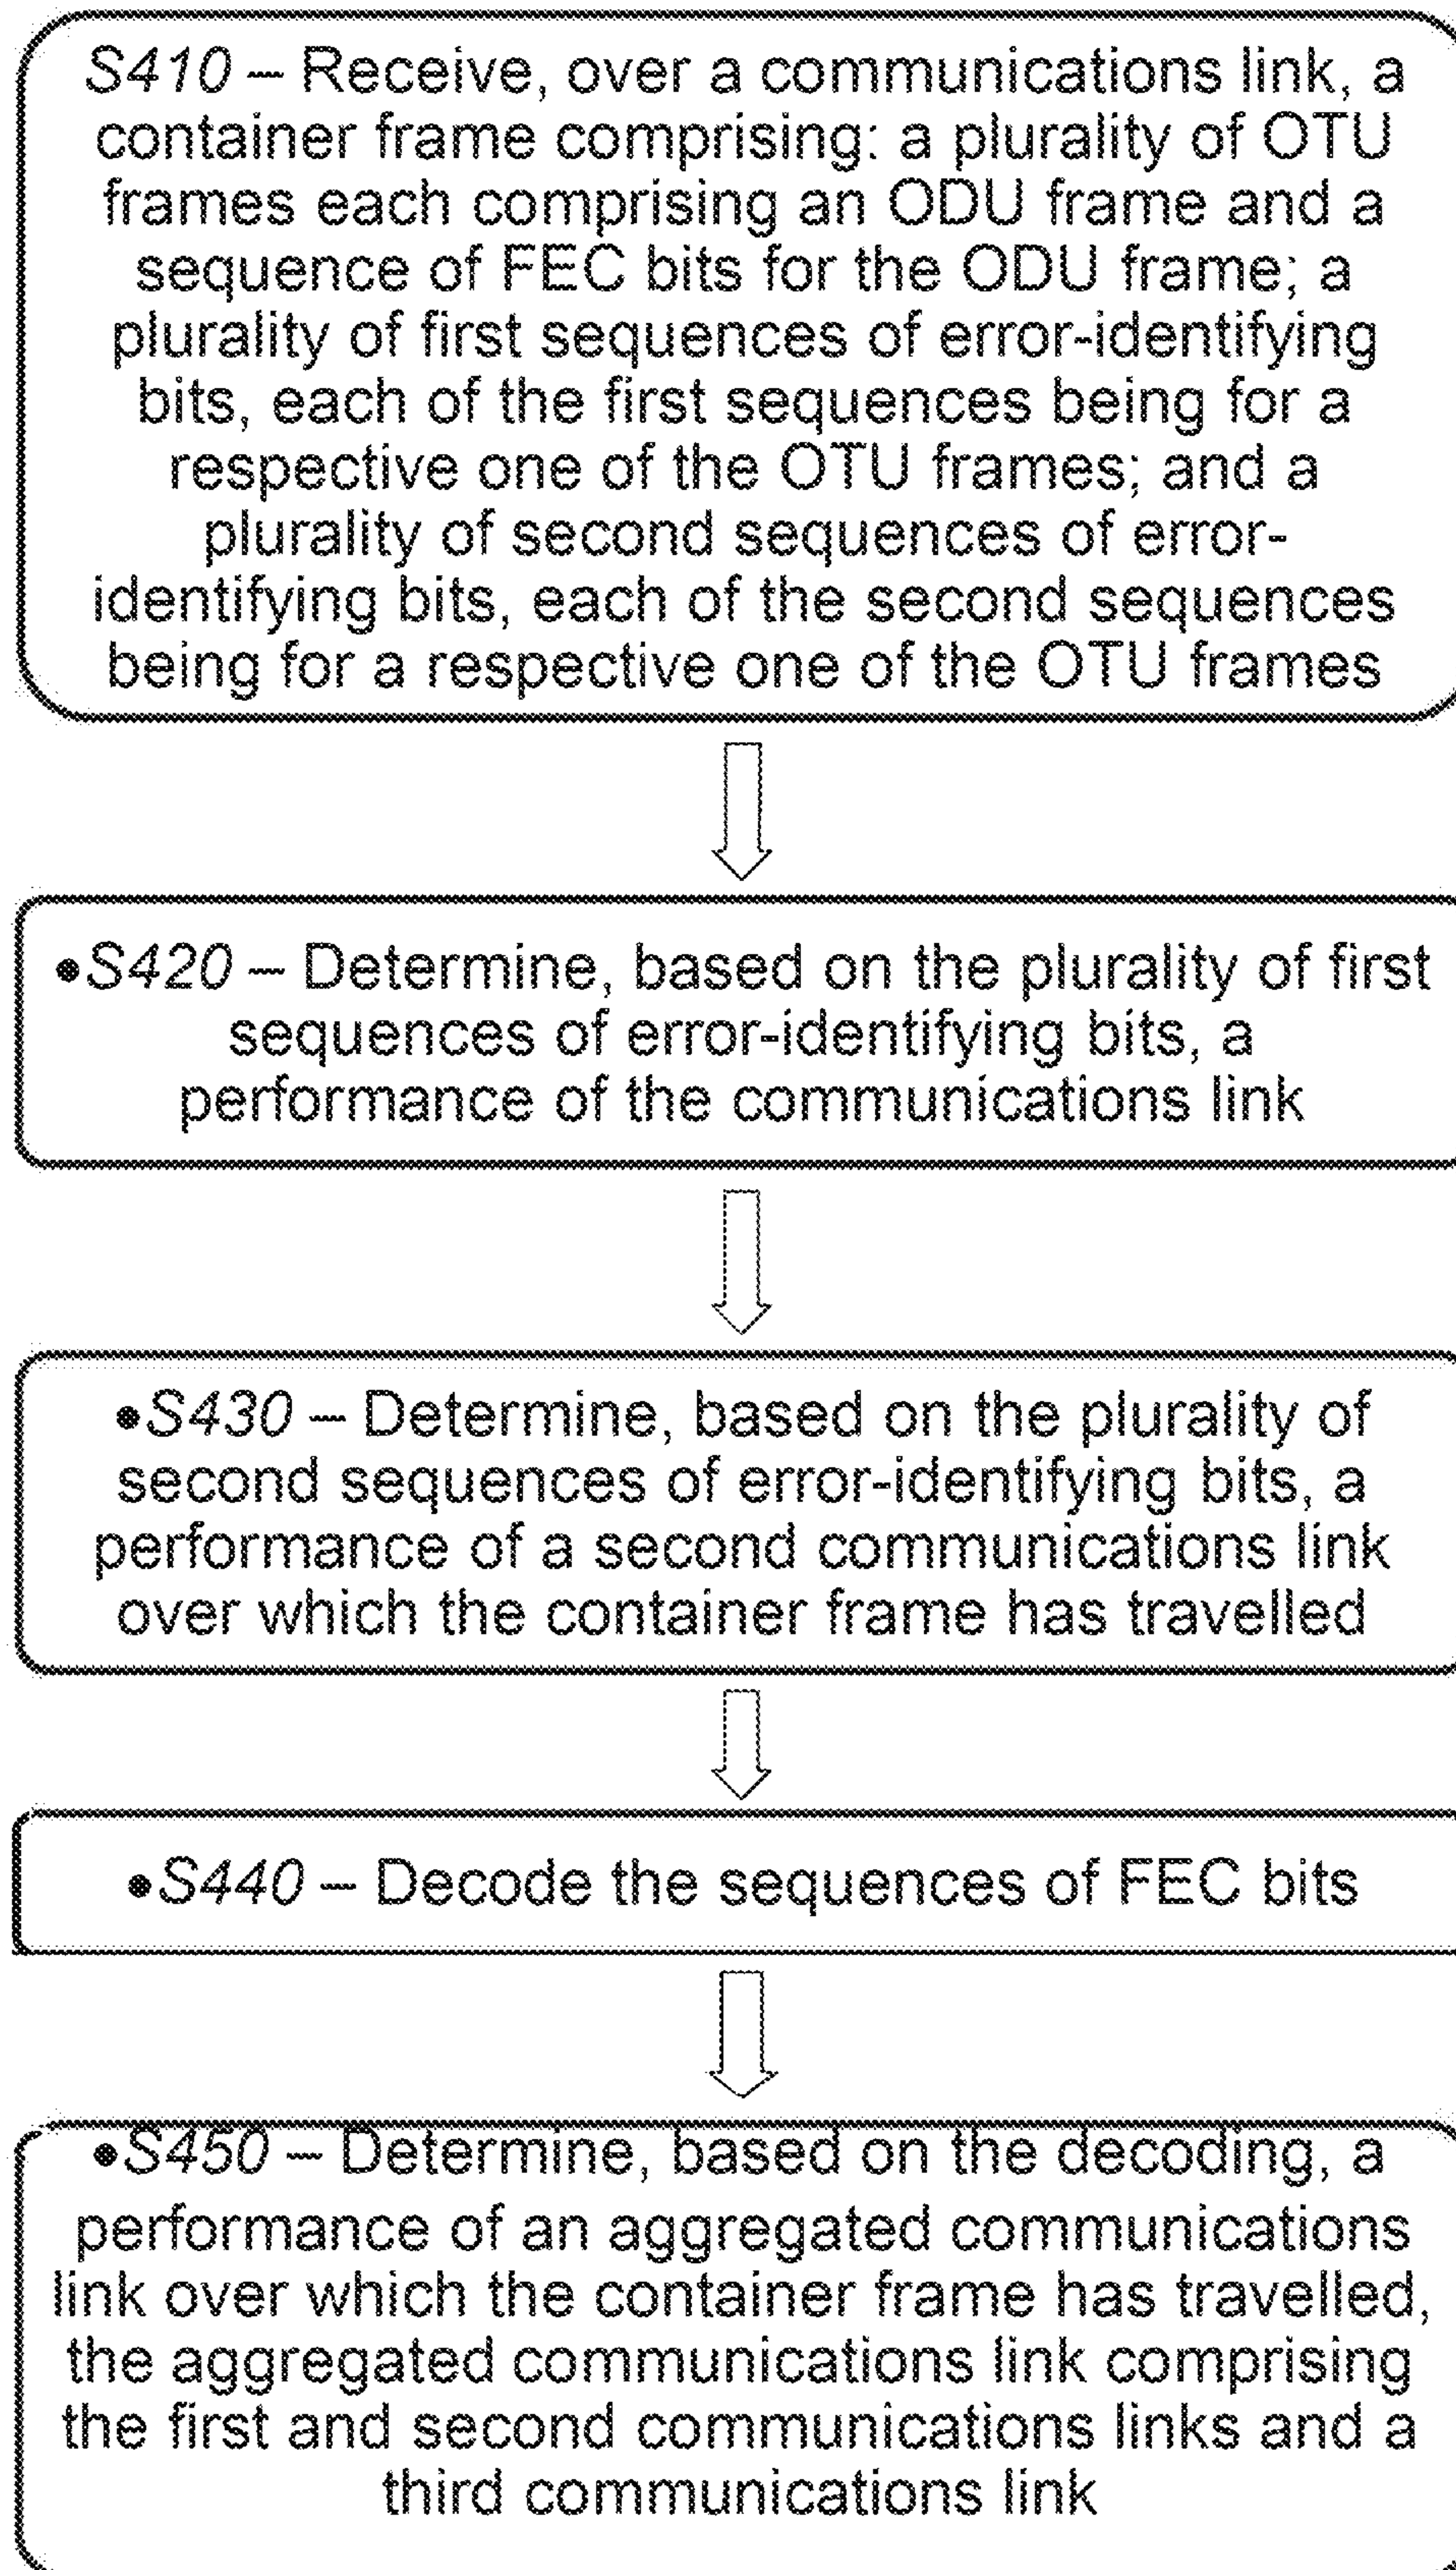 S410 – Receive, over a communications link, a
container frame comprising: a plurality of OTU
frames each comprising an ODU frame and a
sequence of FEC bits for the ODU frame; a
plurality of first sequences of error-identifying
bits, each of the first sequences being for a
respective one of the OTU frames; and a
plurality of second sequences of error-
identifying bits, each of the second sequences
being for a respective one of the OTU frames
•S420 – Determine, based on the plurality of first
sequences of error-identifying bits, a
performance of the communications link
•S430 – Determine, based on the plurality of
second sequences of error-identifying bits, a
performance of a second communications link
over which the container frame has travelled
•S440 – Decode the sequences of FEC bits
•S450 – Determine, based on the decoding, a
performance of an aggregated communications
link over which the container frame has travelled,
the aggregated communications link comprising
the first and second communications links and a
third communications link